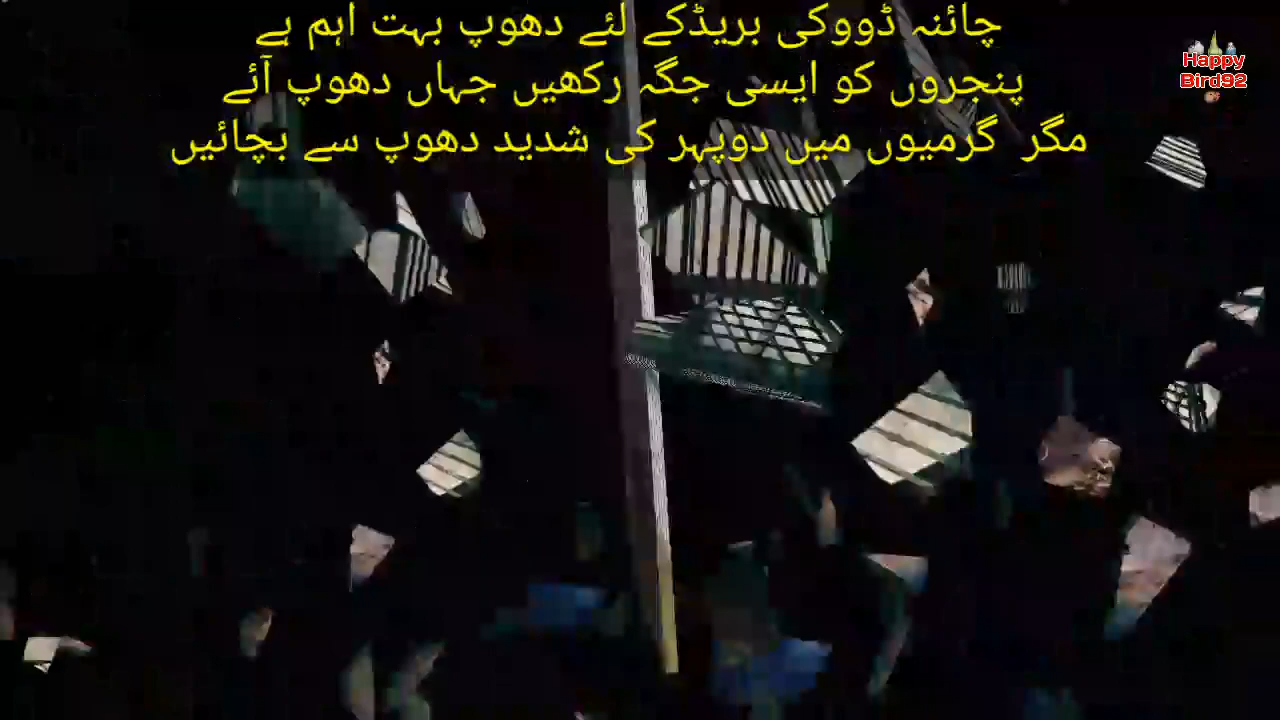 چائنہ ڈووکی بریڈکے لئے دھوپ بہت اہم ہے
پنجروں کو ایسی جگہ رکھیں جہاں دھوپ آئے
مگر گرمیوں میں دوپہر کی شدید دھوپ سے بچائیں
Happy
Bird92